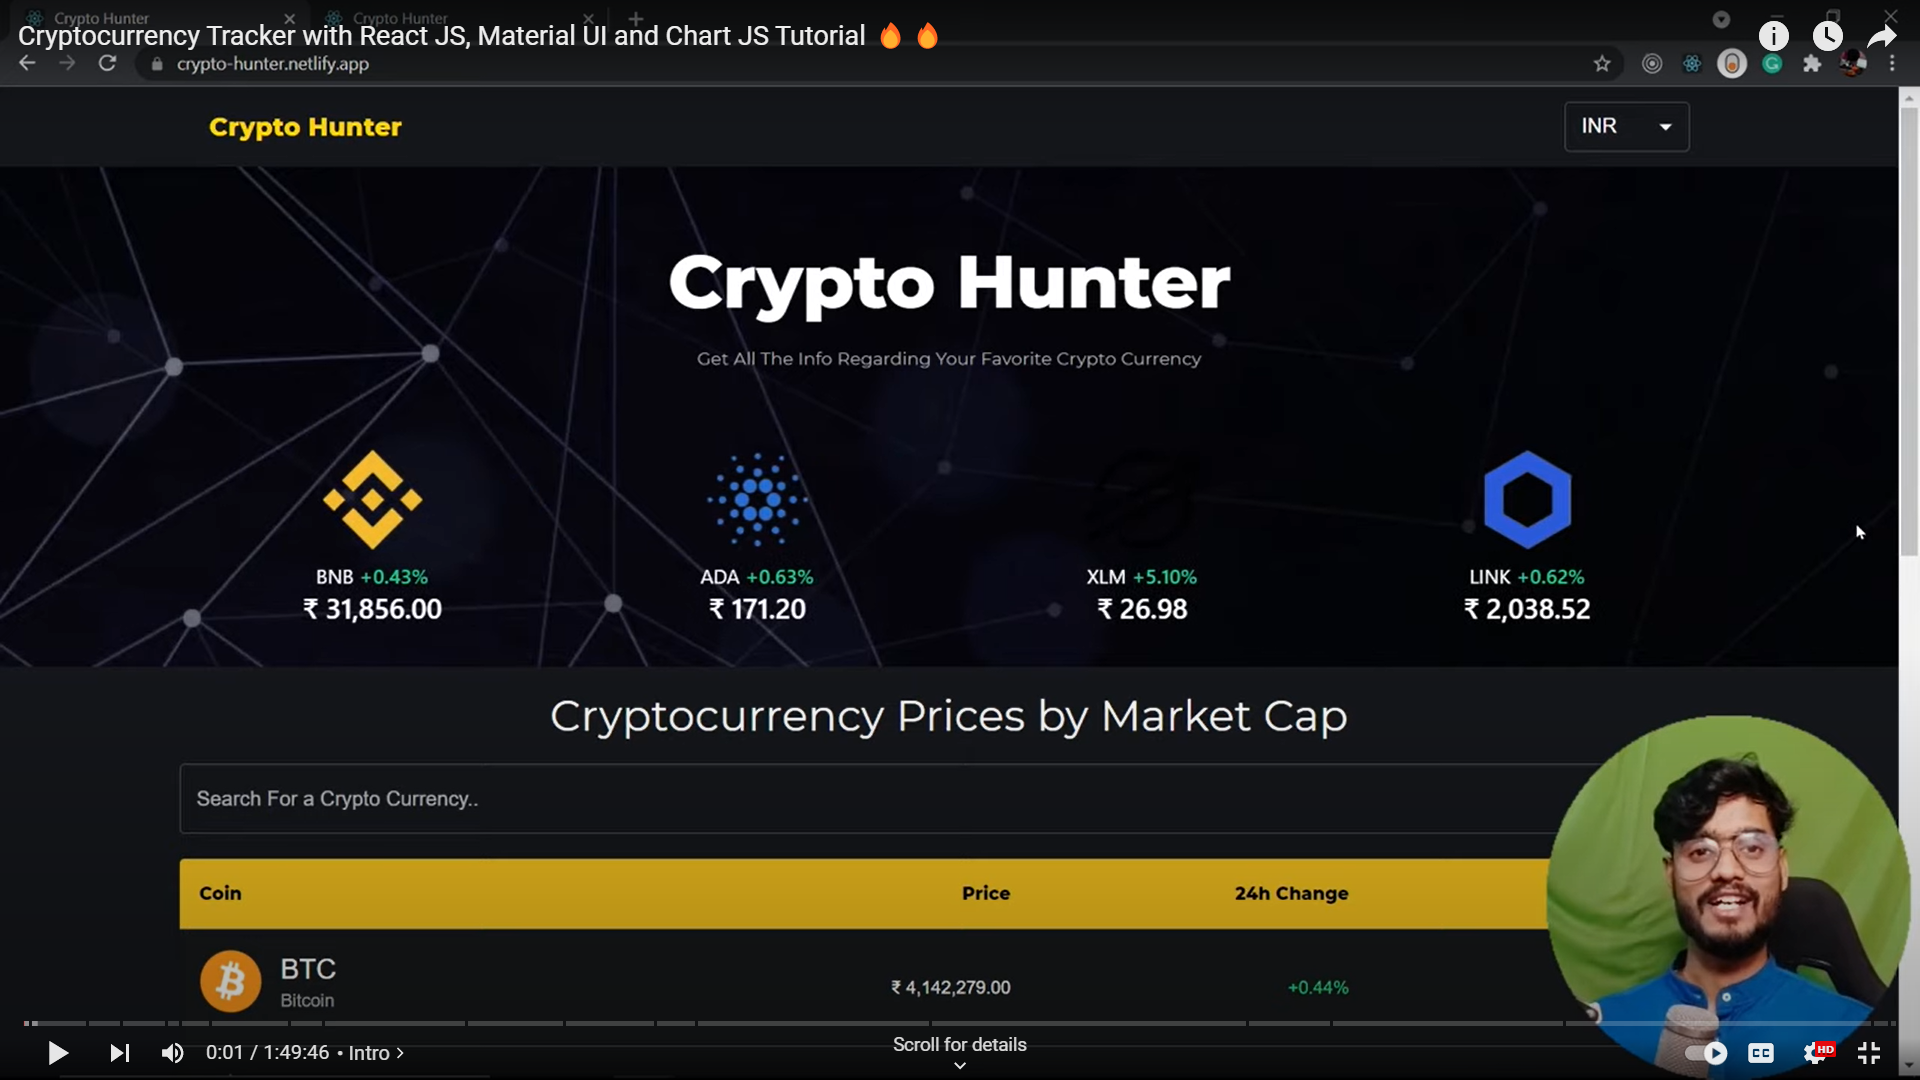 Crypto Hunter
Crypto Hunter
Cryptocurrency Tracker with React JS, Material UI and Chart JS Tutorial 🔥 🔥
crypto-hunter.netlify.app
Crypto Hunter
INR
Crypto Hunter
Get All The Info Regarding Your Favorite Crypto Currency
BNB +0.43%
₹ 31,856.00
ADA +0.63%
₹ 171.20
XLM +5.10%
₹ 26.98
LINK +0.62%
₹ 2,038.52
Cryptocurrency Prices by Market Cap
Search For a Crypto Currency..
Coin Price 24h Change
BTC
Bitcoin
₹ 4,142,279.00
+0.44%
0:01 / 1:49:46 • Intro >
Scroll for details
CC
HD